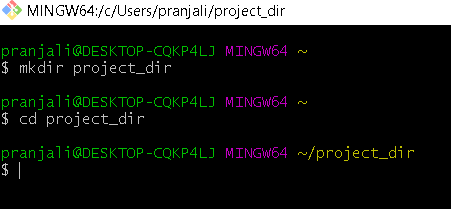 MINGW64:/c/Users/pranjali/project_dir
pranjali@DESKTOP-CQKP4LJ MINGW64 ~
$ mkdir project_dir
pranjali@DESKTOP-CQKP4LJ MINGW64 ~
$ cd project_dir
pranjali@DESKTOP-CQKP4LJ MINGW64 ~/project_dir
$